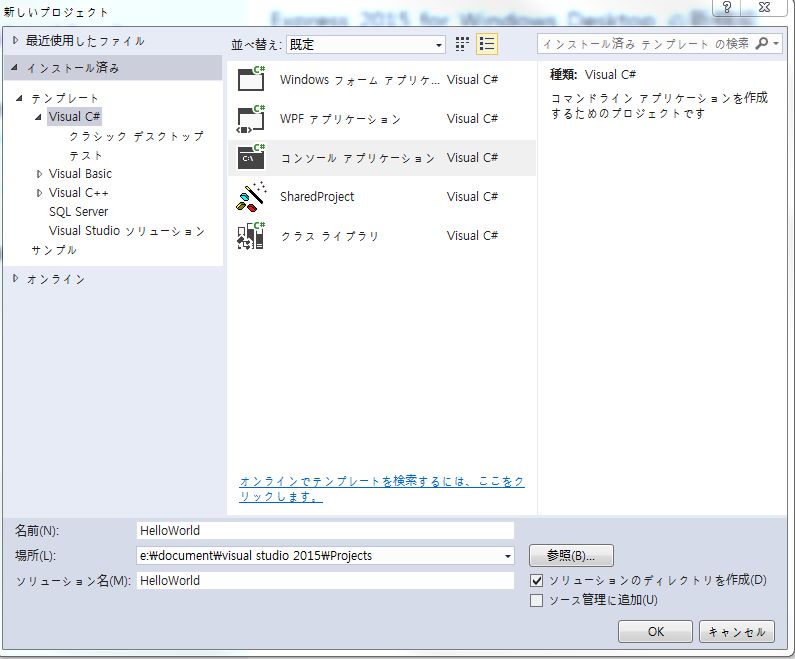 Express 2015 for Windows Desktop の新規
新しいプロジェクト
最近使用したファイル
インストール済み
テンプレート
Visual C#
クラシック デスクトップ
テスト
Visual Basic
Visual C++
SQL Server
Visual Studio ソリューション
サンプル
オンライン
並べ替え: 既定
インストール済み テンプレート の検索
Windows フォーム アプリケ... Visual C#
WPF アプリケーション Visual C#
コンソール アプリケーション Visual C#
SharedProject Visual C#
クラス ライブラリ Visual C#
オンラインでテンプレートを検索するには、ここをク
リックします。
種類: Visual C#
コマンドライン アプリケーションを作成
するためのプロジェクトです
名前(N): HelloWorld
場所(L): e:₩document₩visual studio 2015₩Projects
参照(B)...
ソリューション名(M): HelloWorld
ソリューションのディレクトリを作成(D)
ソース管理に追加(U)
OK キャンセル